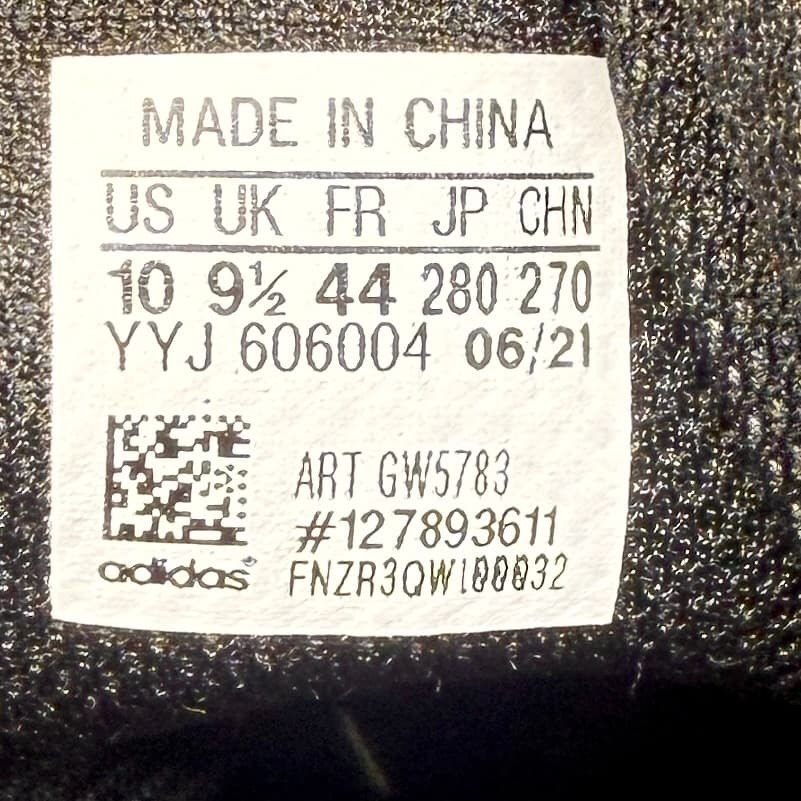 MADE IN CHINA
US UK FR JP CHN
10 9½ 44 280 270
YYJ 606004 06/21
ART GW5783
#127893611
adidas FNZR3QW100032